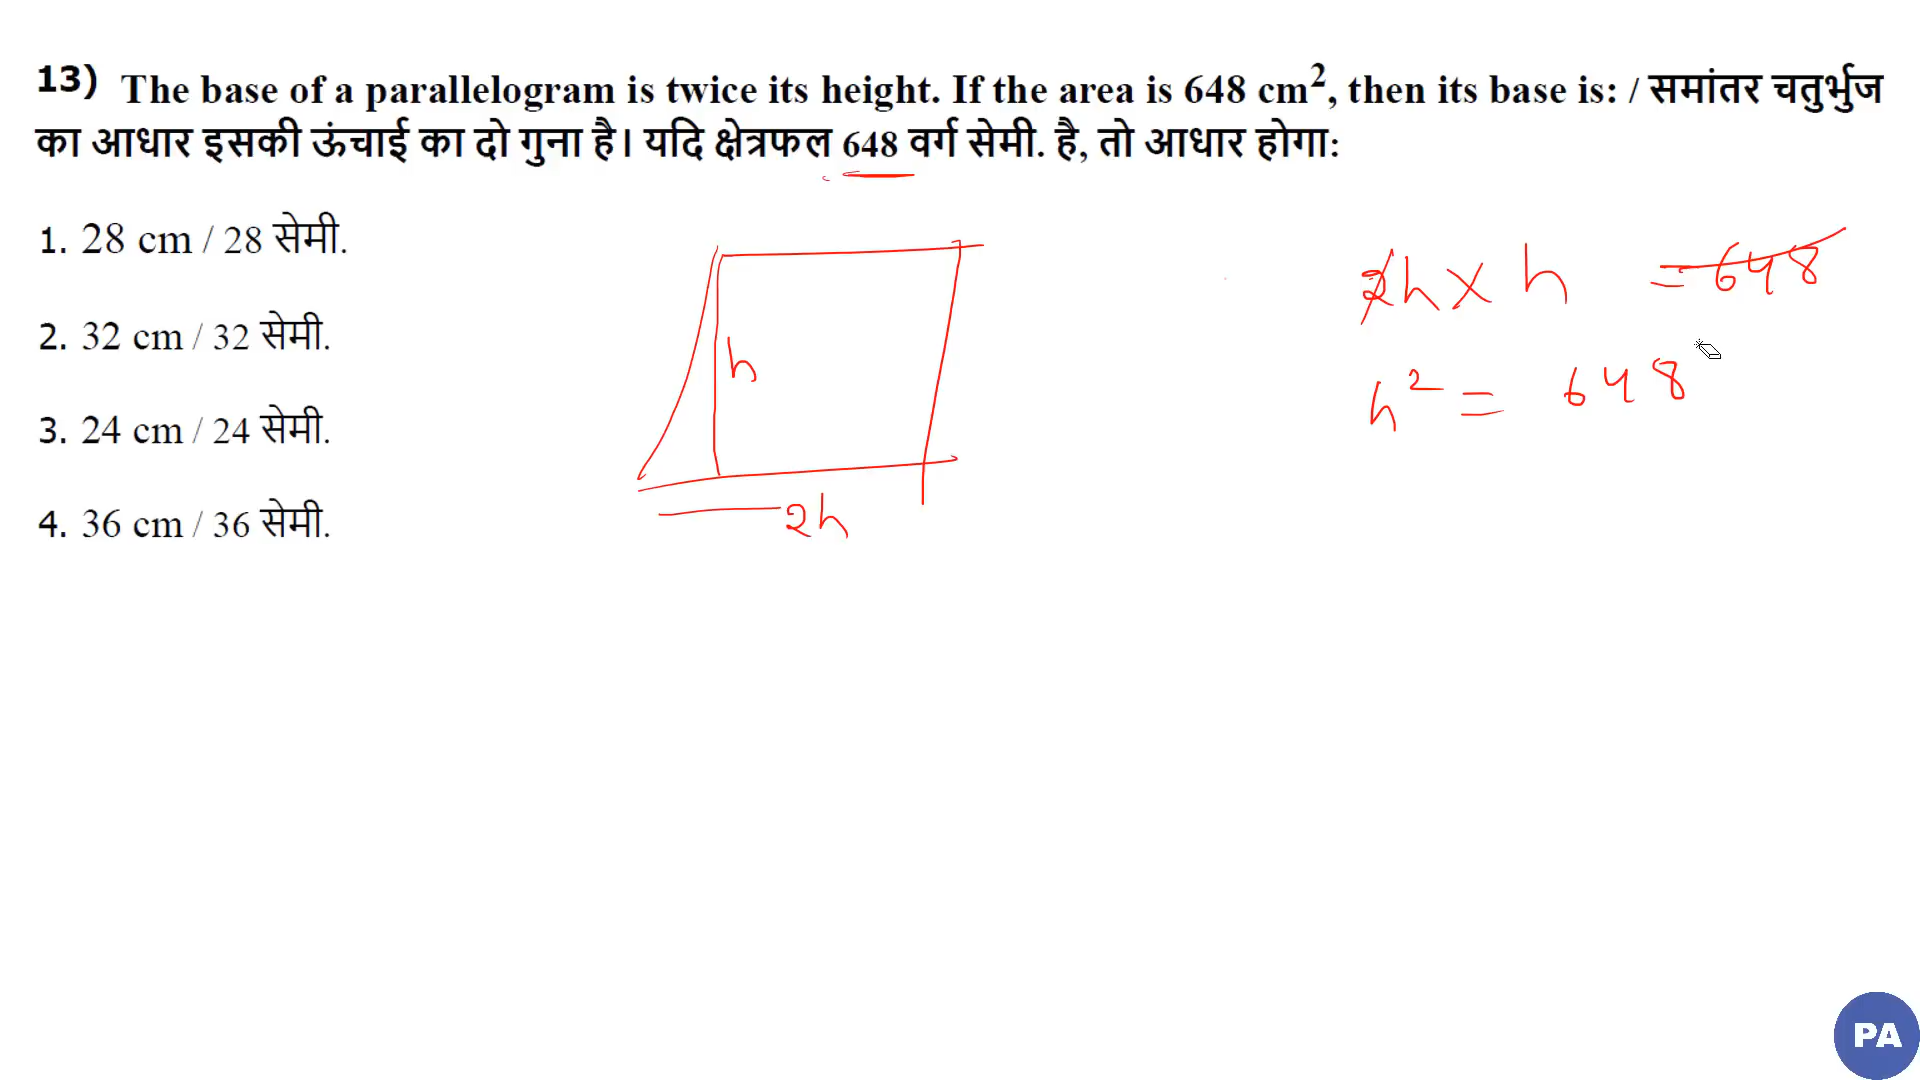 13) The base of a parallelogram is twice its height. If the area is 648 cm², then its base is: / समांतर चतुर्भुज
का आधार इसकी ऊंचाई का दो गुना है। यदि क्षेत्रफल 648 वर्ग सेमी. है, तो आधार होगा:
1. 28 cm / 28 सेमी.
2. 32 cm / 32 सेमी.
3. 24 cm / 24 सेमी.
4. 36 cm / 36 सेमी.
h
2h
2h × h = 648
h² = 648
PA